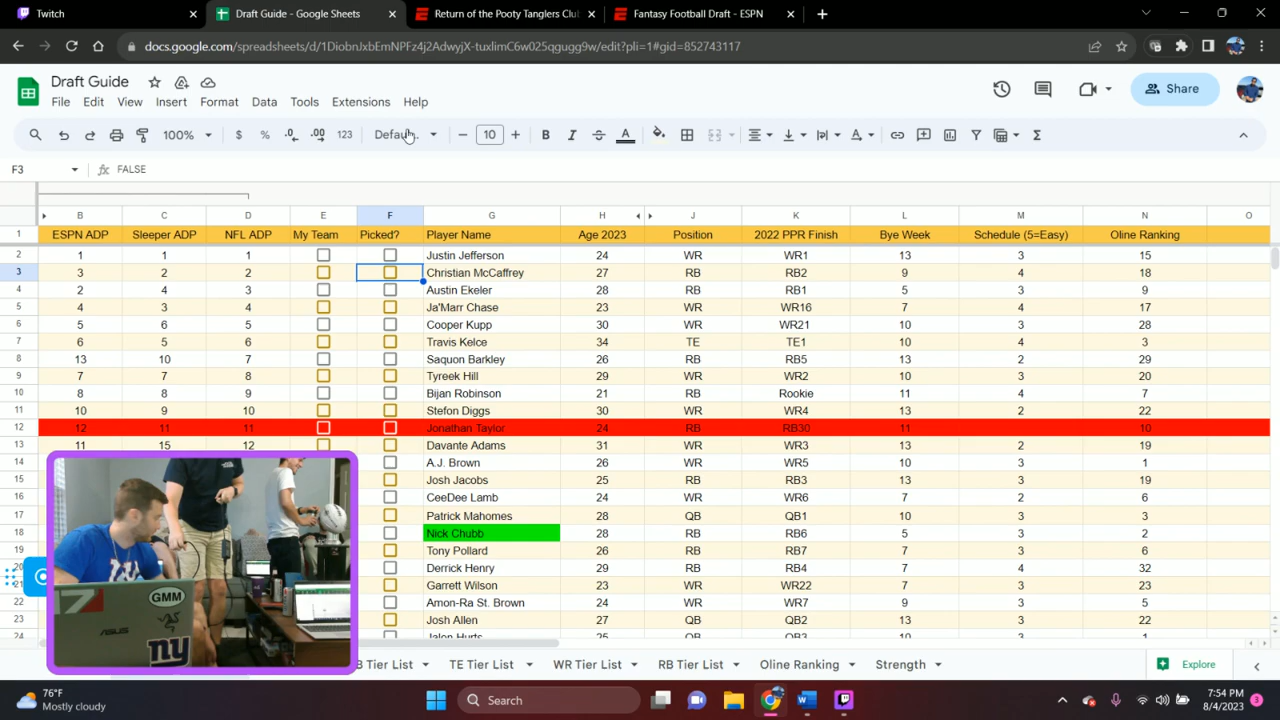 Twitch
Draft Guide - Google Sheets
Return of the Pooty Tanglers Clu
Fantasy Football Draft - ESPN
docs.google.com/spreadsheets/d/1DiobnJxbEmNPFz4j2AdwyjX-tuxlimC6w025qgugg9w/edit?pli=1#gid=852743117
Draft Guide
File Edit View Insert Format Data Tools Extensions Help
Share
100% $ % .0 .00 123 Defau... 10 B
F3 FALSE
B C D E F G H J K L M N O
1 ESPN ADP Sleeper ADP NFL ADP My Team Picked? Player Name Age 2023 Position 2022 PPR Finish Bye Week Schedule (5=Easy) Oline Ranking
2 1 1 1 Justin Jefferson 24 WR WR1 13 3 15
3 3 2 2 Christian McCaffrey 27 RB RB2 9 4 18
4 2 4 3 Austin Ekeler 28 RB RB1 5 3 9
5 4 3 4 Ja'Marr Chase 23 WR WR16 7 4 17
6 5 6 5 Cooper Kupp 30 WR WR21 10 3 28
7 6 5 6 Travis Kelce 34 TE TE1 10 4 3
8 13 10 7 Saquon Barkley 26 RB RB5 13 2 29
9 7 7 8 Tyreek Hill 29 WR WR2 10 3 20
10 8 8 9 Bijan Robinson 21 RB Rookie 11 4 7
11 10 9 10 Stefon Diggs 30 WR WR4 13 2 22
12 12 11 11 Jonathan Taylor 24 RB RB30 11 10
13 11 15 12 Davante Adams 31 WR WR3 13 2 19
14 A.J. Brown 26 WR WR5 10 3 1
15 Josh Jacobs 25 RB RB3 13 3 19
16 CeeDee Lamb 24 WR WR6 7 2 6
17 Patrick Mahomes 28 QB QB1 10 3 3
18 Nick Chubb 28 RB RB6 5 3 2
19 Tony Pollard 26 RB RB7 7 3 6
20 Derrick Henry 29 RB RB4 7 4 32
21 Garrett Wilson 23 WR WR22 7 3 23
22 Amon-Ra St. Brown 24 WR WR7 9 3 5
23 Josh Allen 27 QB QB2 13 3 22
24 Jalen Hurts 25 QB QB3 10 3 1
GMM
ASUS
ny
B Tier List TE Tier List WR Tier List RB Tier List Oline Ranking Strength
Explore
76°F
Mostly cloudy
Search
7:54 PM
8/4/2023
3